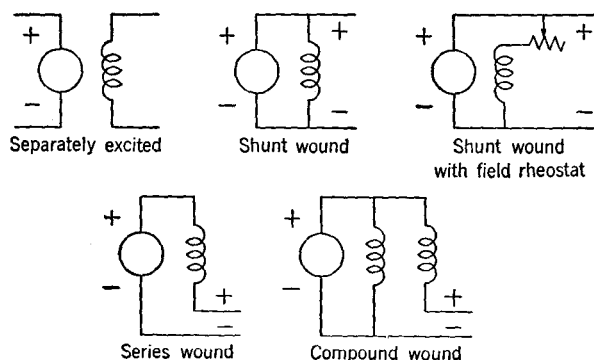 +
−
Separately excited
+ +
− −
Shunt wound
+ +
− −
Shunt wound
with field rheostat
+
−
+
−
Series wound
+
−
+
−
Compound wound